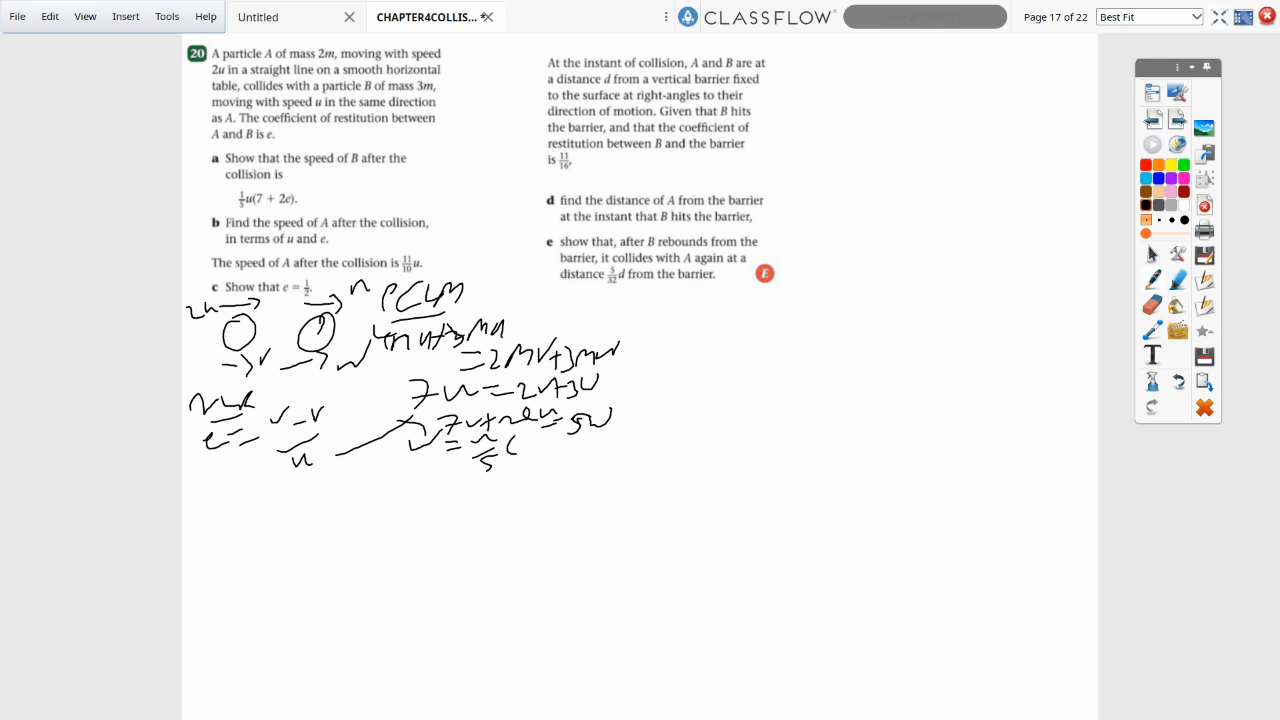 File Edit View Insert Tools Help
Untitled
CHAPTER4COLLIS...
CLASSFLOW
Page 17 of 22
Best Fit
20 A particle A of mass 2m, moving with speed
2u in a straight line on a smooth horizontal
table, collides with a particle B of mass 3m,
moving with speed u in the same direction
as A. The coefficient of restitution between
A and B is e.
a Show that the speed of B after the
collision is
1/5 u(7 + 2e).
b Find the speed of A after the collision,
in terms of u and e.
The speed of A after the collision is 11/10 u.
c Show that e = 1/2.
At the instant of collision, A and B are at
a distance d from a vertical barrier fixed
to the surface at right-angles to their
direction of motion. Given that B hits
the barrier, and that the coefficient of
restitution between B and the barrier
is 11/16,
d find the distance of A from the barrier
at the instant that B hits the barrier,
e show that, after B rebounds from the
barrier, it collides with A again at a
distance 5/32 d from the barrier.
E
2u
u
PCLM
4mu+3mu
=2mv+3mw
v
w
7u=2v+3w
7u+2eu=5w
e=
u
w=u/5(
T